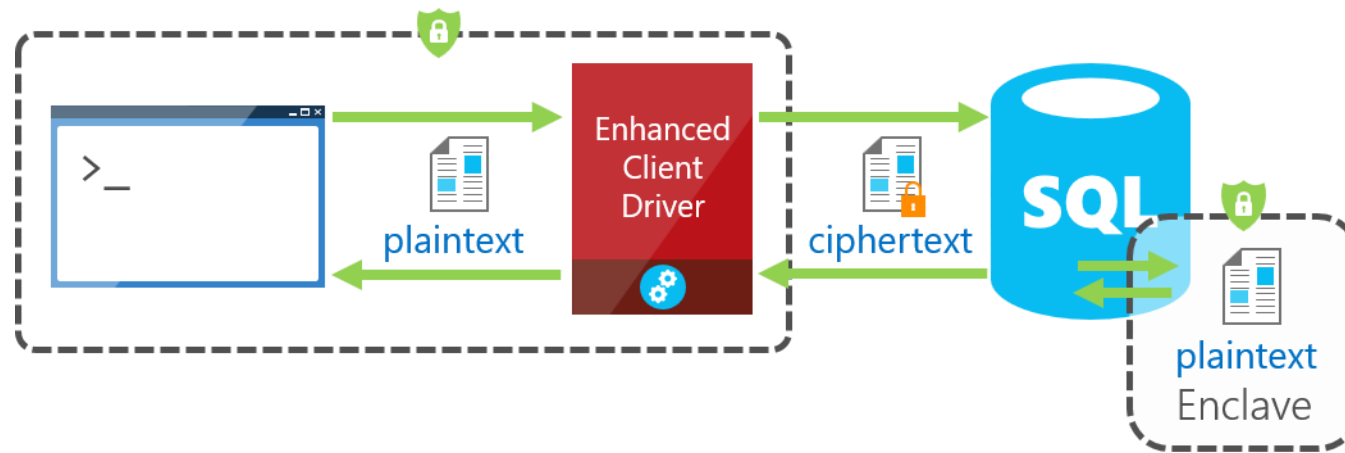 >_
plaintext
Enhanced
Client
Driver
ciphertext
SQL
plaintext
Enclave